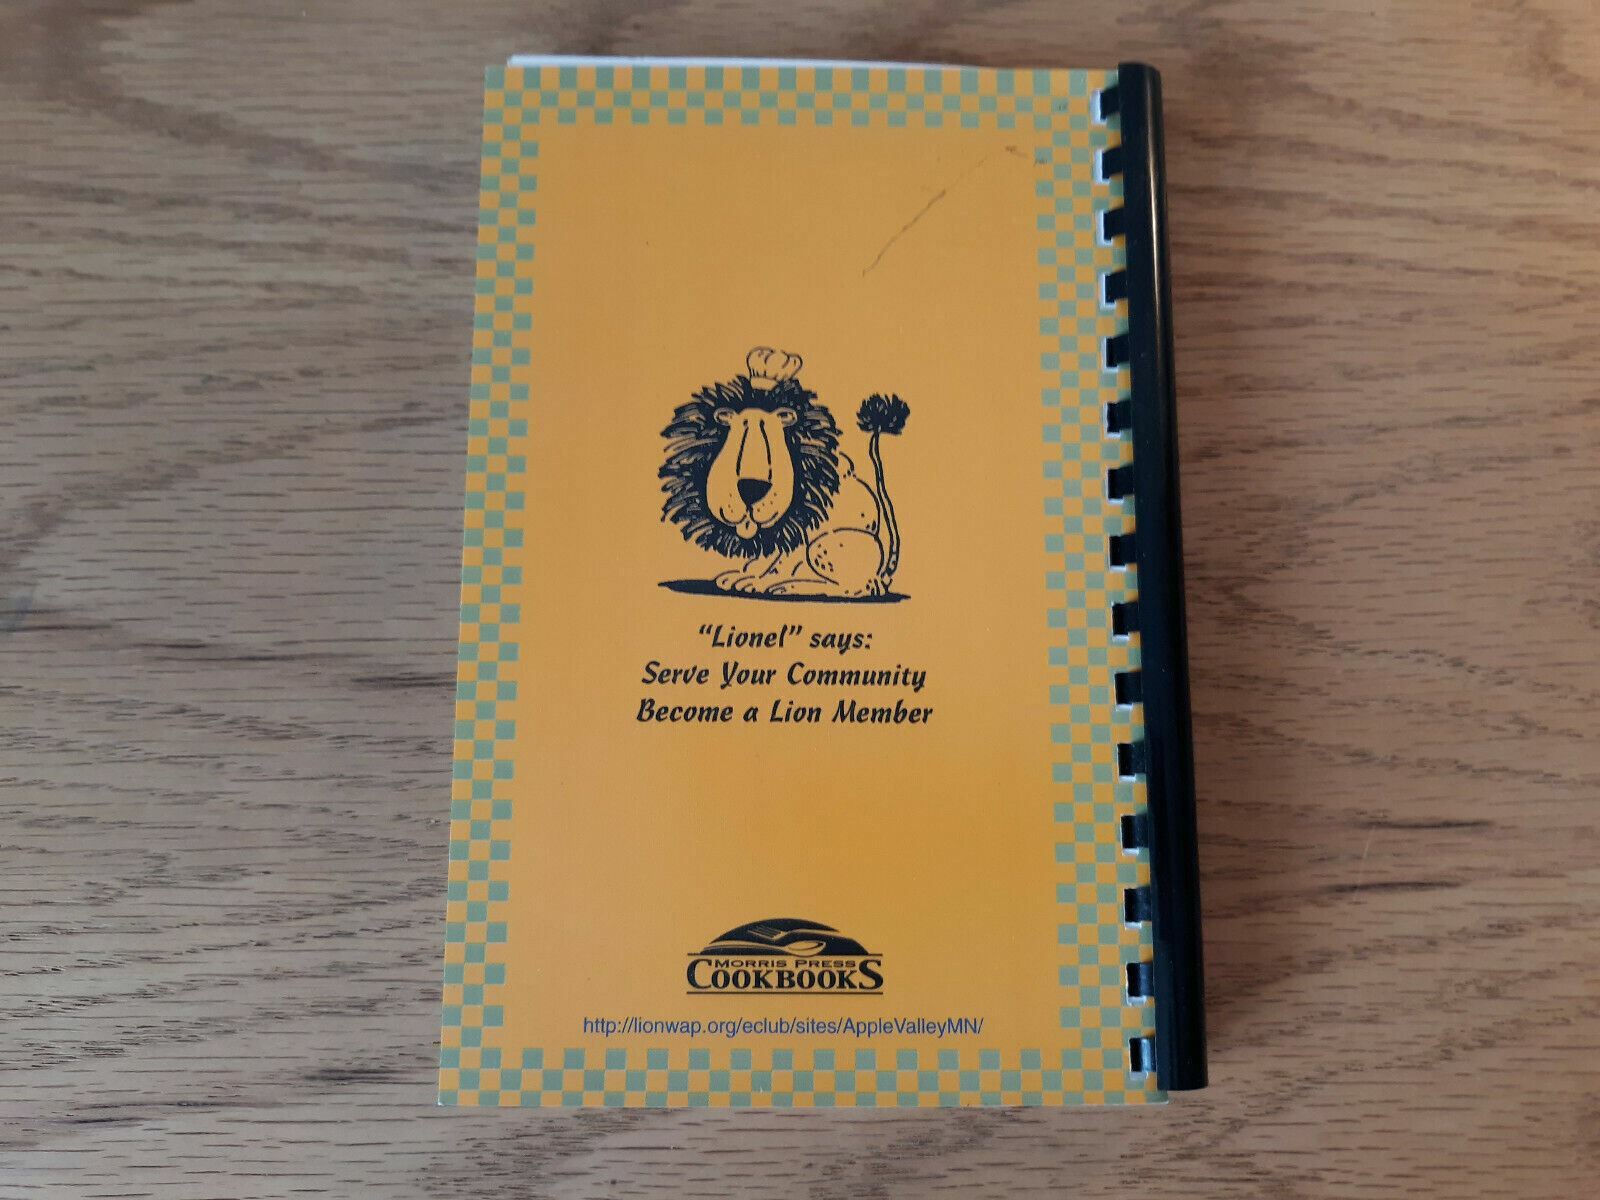 “Lionel” says:
Serve Your Community
Become a Lion Member
MORRIS PRESS
COOKBOOKS
http://lionwap.org/eclub/sites/AppleValleyMN/